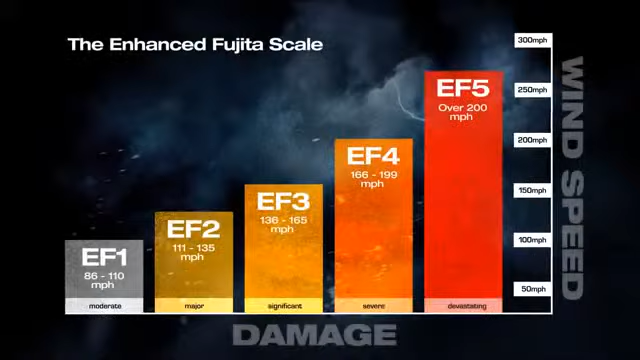 The Enhanced Fujita Scale
300mph
250mph
200mph
150mph
100mph
50mph
WIND SPEED
EF5
Over 200
mph
EF4
166 - 199
mph
EF3
136 - 165
mph
EF2
111 - 135
mph
EF1
86 - 110
mph
moderate
major
significant
severe
devastating
DAMAGE